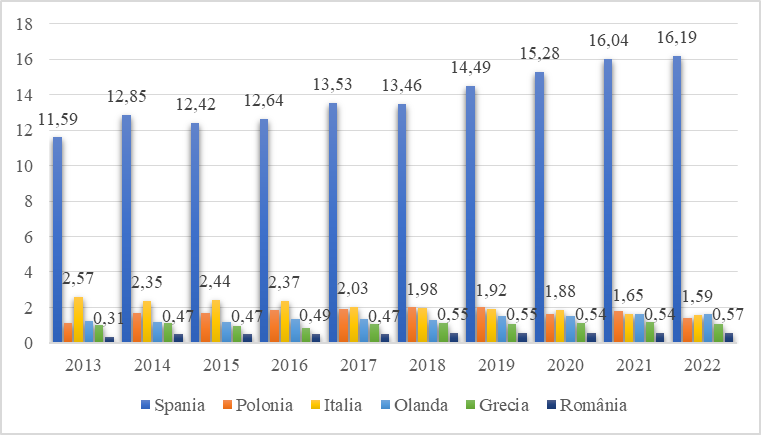 18
16
14
12
10
8
6
4
2
0
11,59 12,85 12,42 12,64 13,53 13,46 14,49 15,28 16,04 16,19
2,57 2,35 2,44 2,37 2,03 1,98 1,92 1,88 1,65 1,59
0,31 0,47 0,47 0,49 0,47 0,55 0,55 0,54 0,54 0,57
2013 2014 2015 2016 2017 2018 2019 2020 2021 2022
Spania Polonia Italia Olanda Grecia România